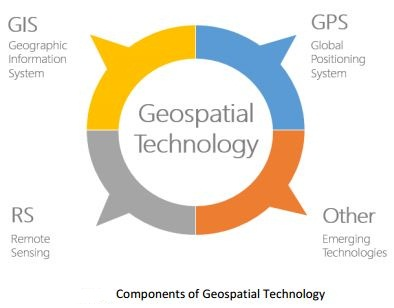 GIS
Geographic
Information
System
GPS
Global
Positioning
System
Geospatial
Technology
RS
Remote
Sensing
Other
Emerging
Technologies
Components of Geospatial Technology